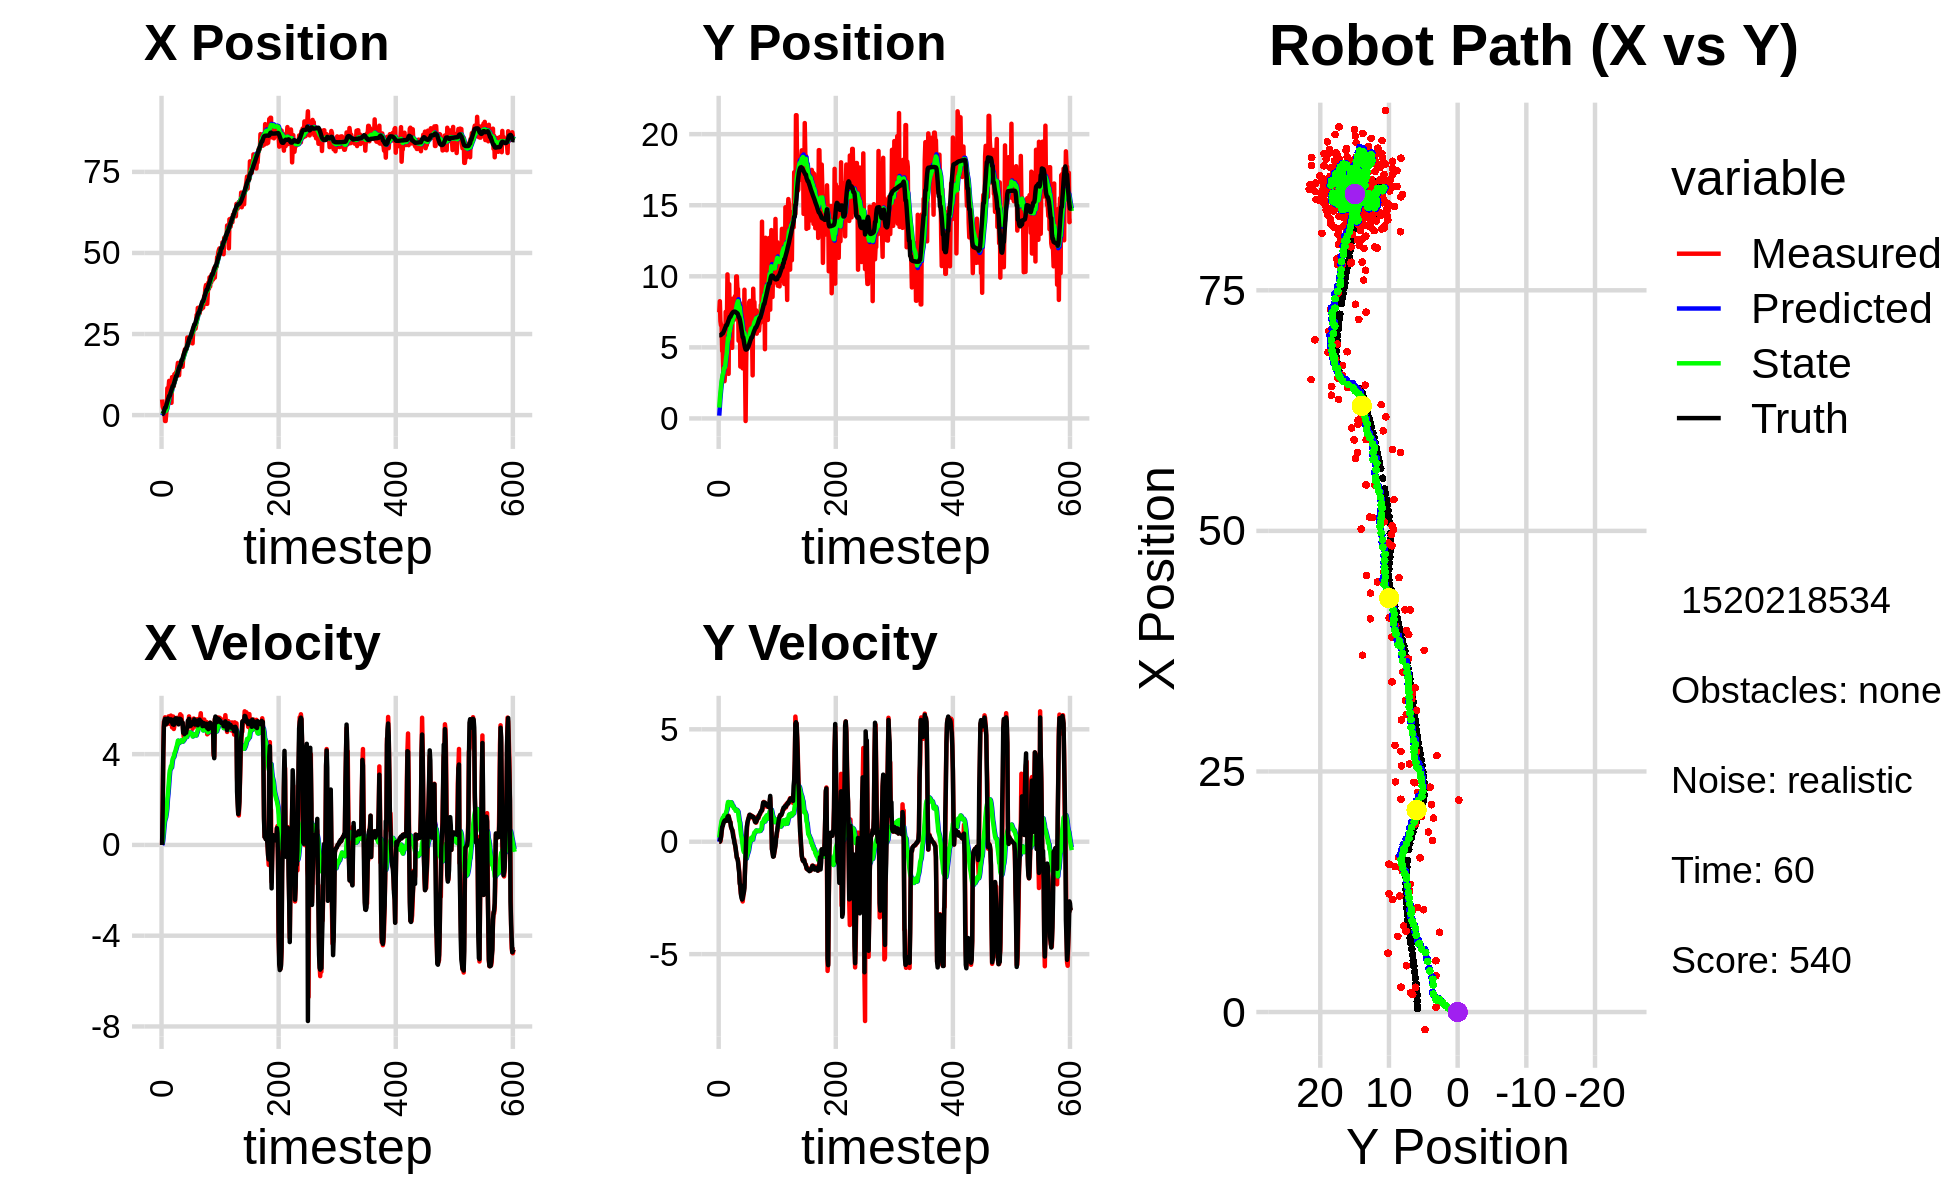 X Position
75
50
25
0
0
200
400
600
timestep
Y Position
20
15
10
5
0
0
200
400
600
timestep
X Velocity
4
0
-4
-8
0
200
400
600
timestep
Y Velocity
5
0
-5
0
200
400
600
timestep
Robot Path (X vs Y)
X Position
75
50
25
0
20 10 0 -10 -20
Y Position
variable
Measured
Predicted
State
Truth
1520218534
Obstacles: none
Noise: realistic
Time: 60
Score: 540